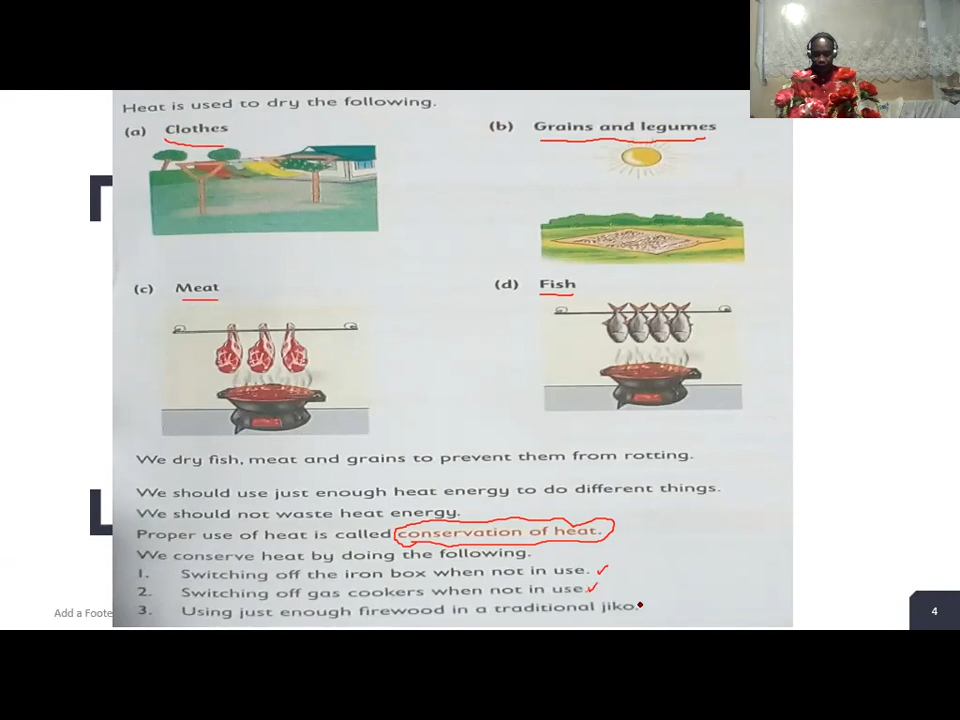 Heat is used to dry the following.
(a) Clothes
(b) Grains and legumes
(c) Meat
(d) Fish
We dry fish, meat and grains to prevent them from rotting.
We should use just enough heat energy to do different things.
We should not waste heat energy.
Proper use of heat is called conservation of heat.
We conserve heat by doing the following.
1. Switching off the iron box when not in use.
2. Switching off gas cookers when not in use.
3. Using just enough firewood in a traditional jiko.
Add a Foote
4